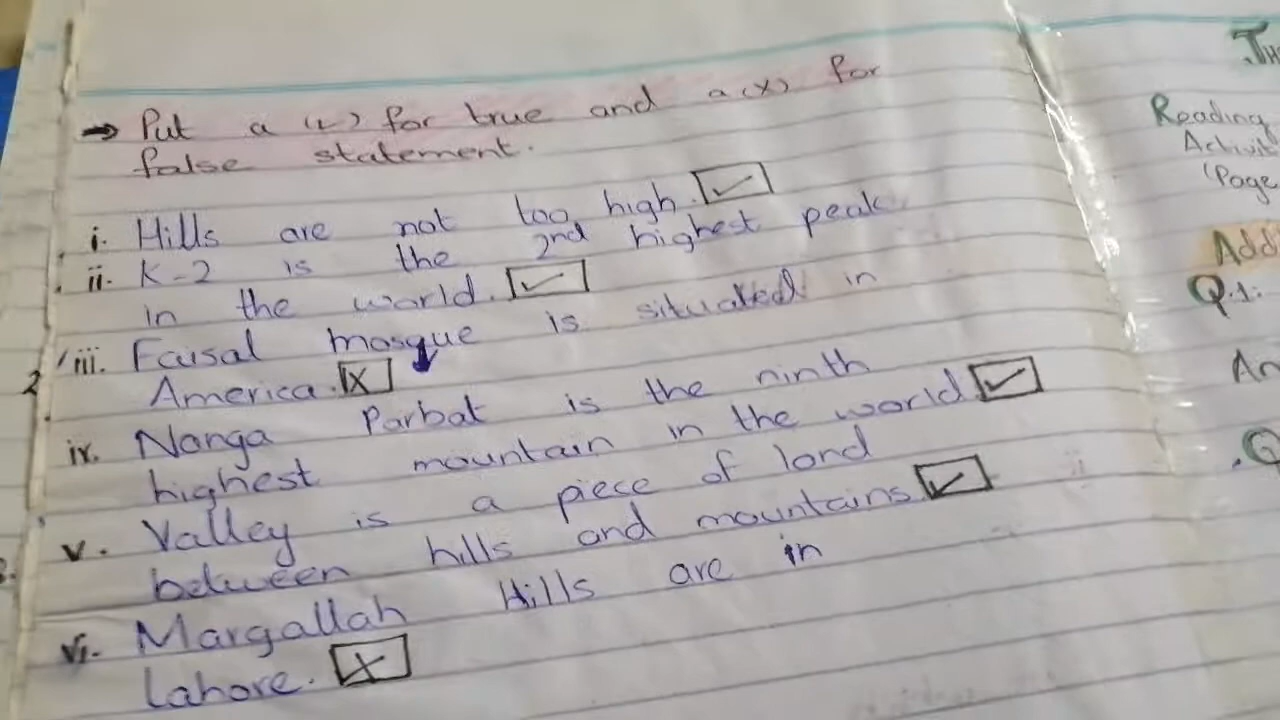 → Put a (✓) for true and a (x) for
false statement.
i. Hills are not too high. ✓
ii. K-2 is the 2nd highest peak
in the world. ✓
iii. Faisal mosque is situated in
America. x
iv. Nanga Parbat is the ninth
highest mountain in the world ✓
v. Valley is a piece of land
between hills and mountains ✓
vi. Margallah Hills are in
Lahore. x
2
Reading
(Page
Q.1: